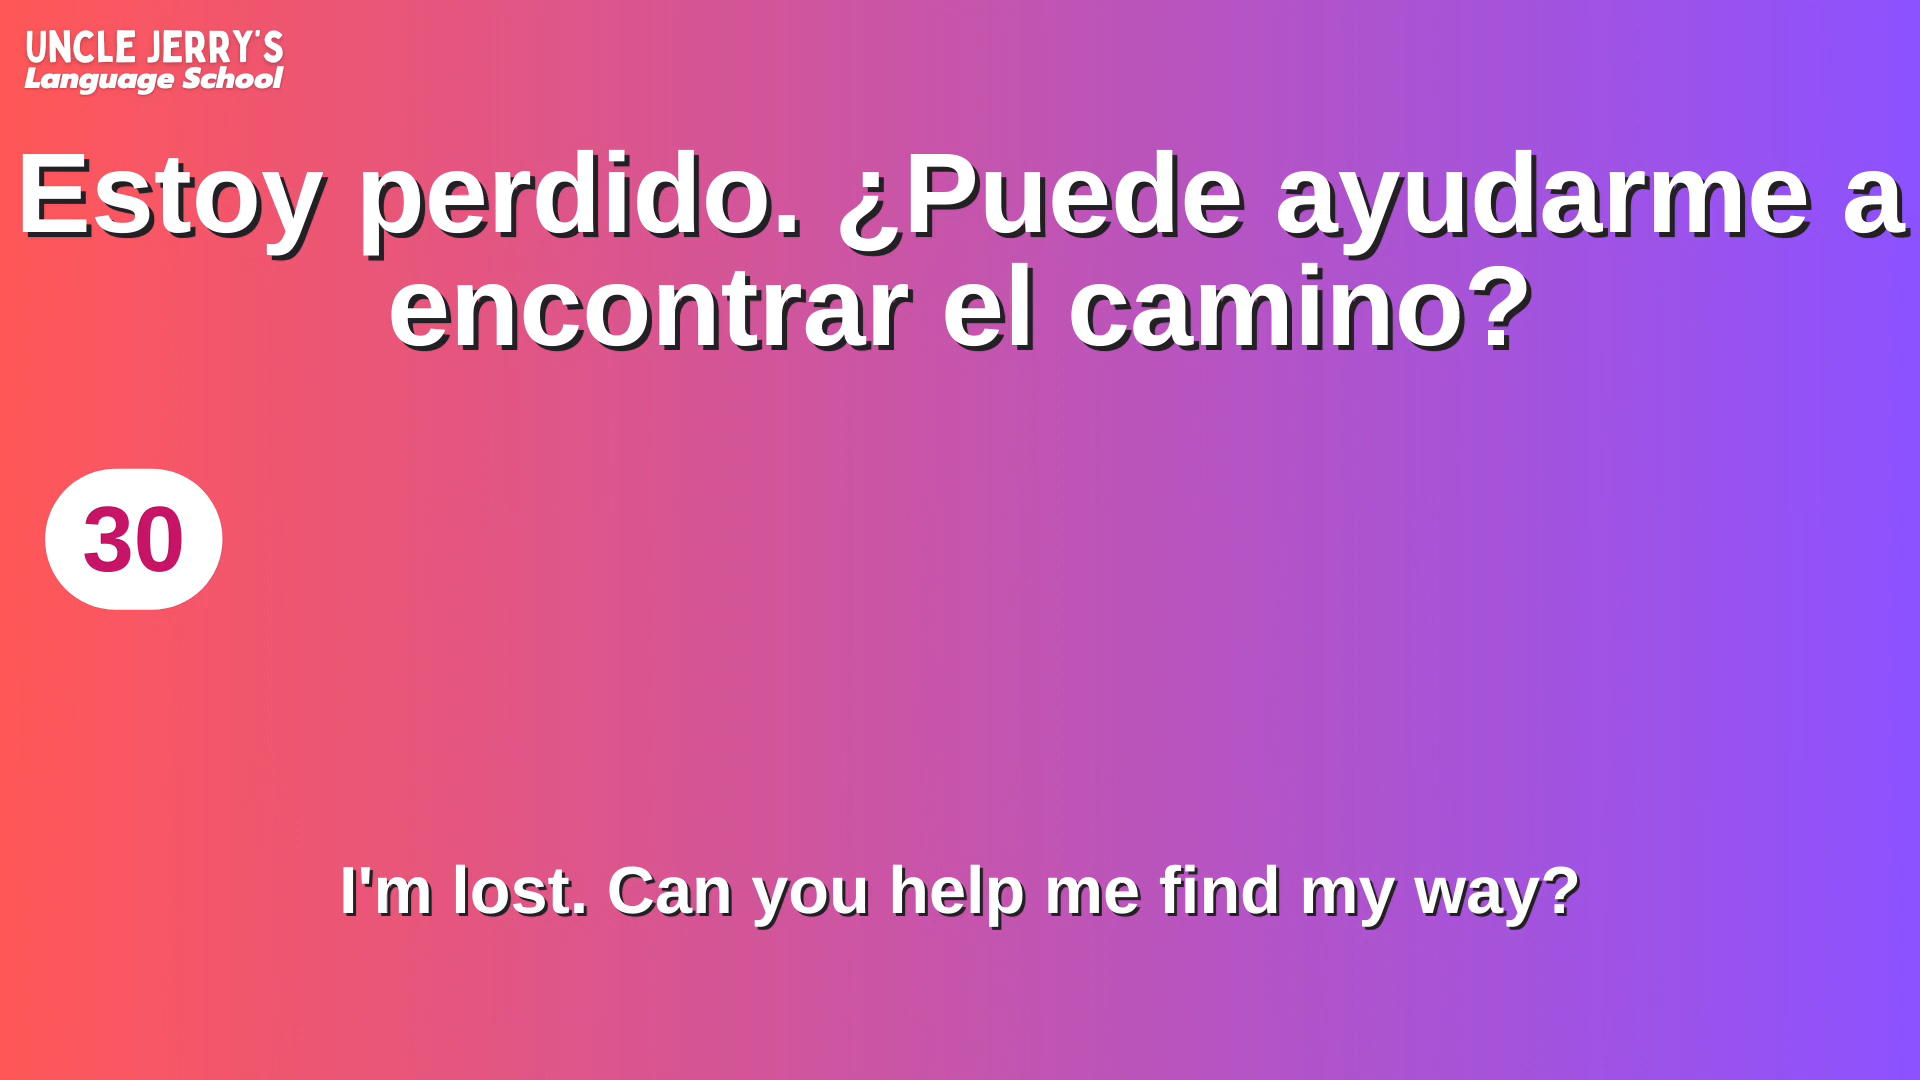 UNCLE JERRY'S
Language School
Estoy perdido. ¿Puede ayudarme a
encontrar el camino?
30
I'm lost. Can you help me find my way?